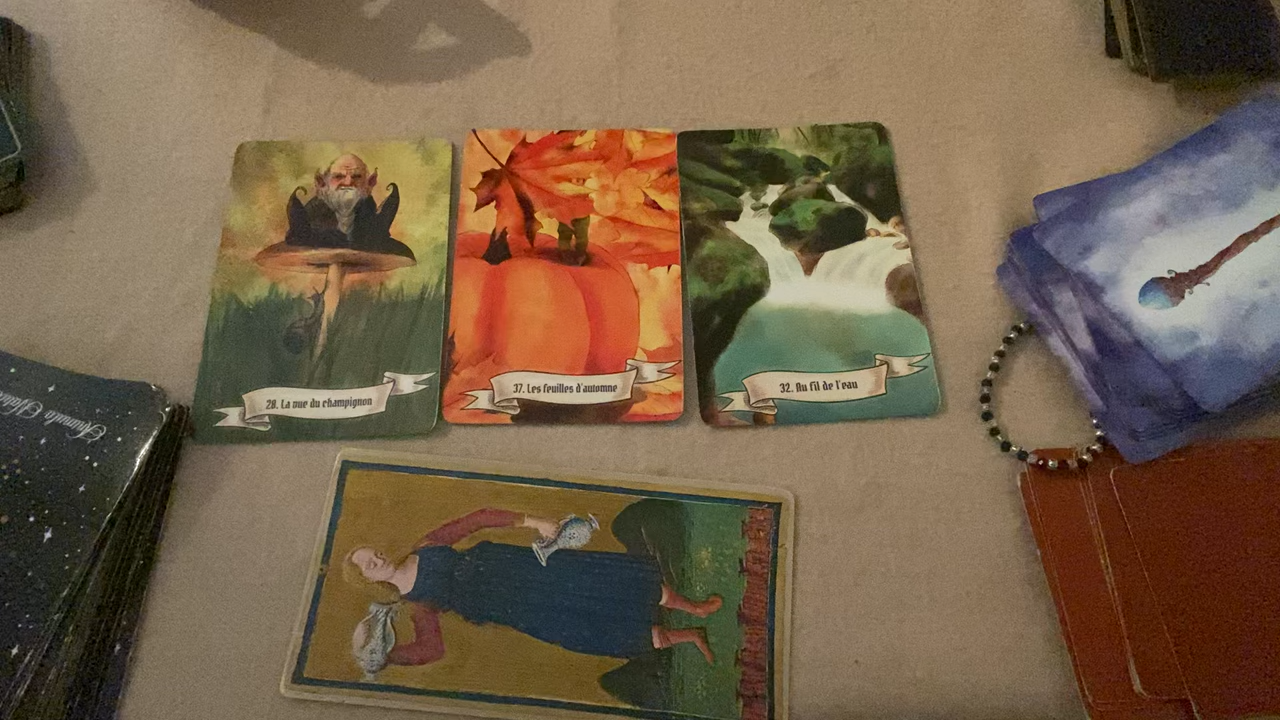 28. La vue du champignon
37. Les feuilles d'automne
32. Au fil de l'eau